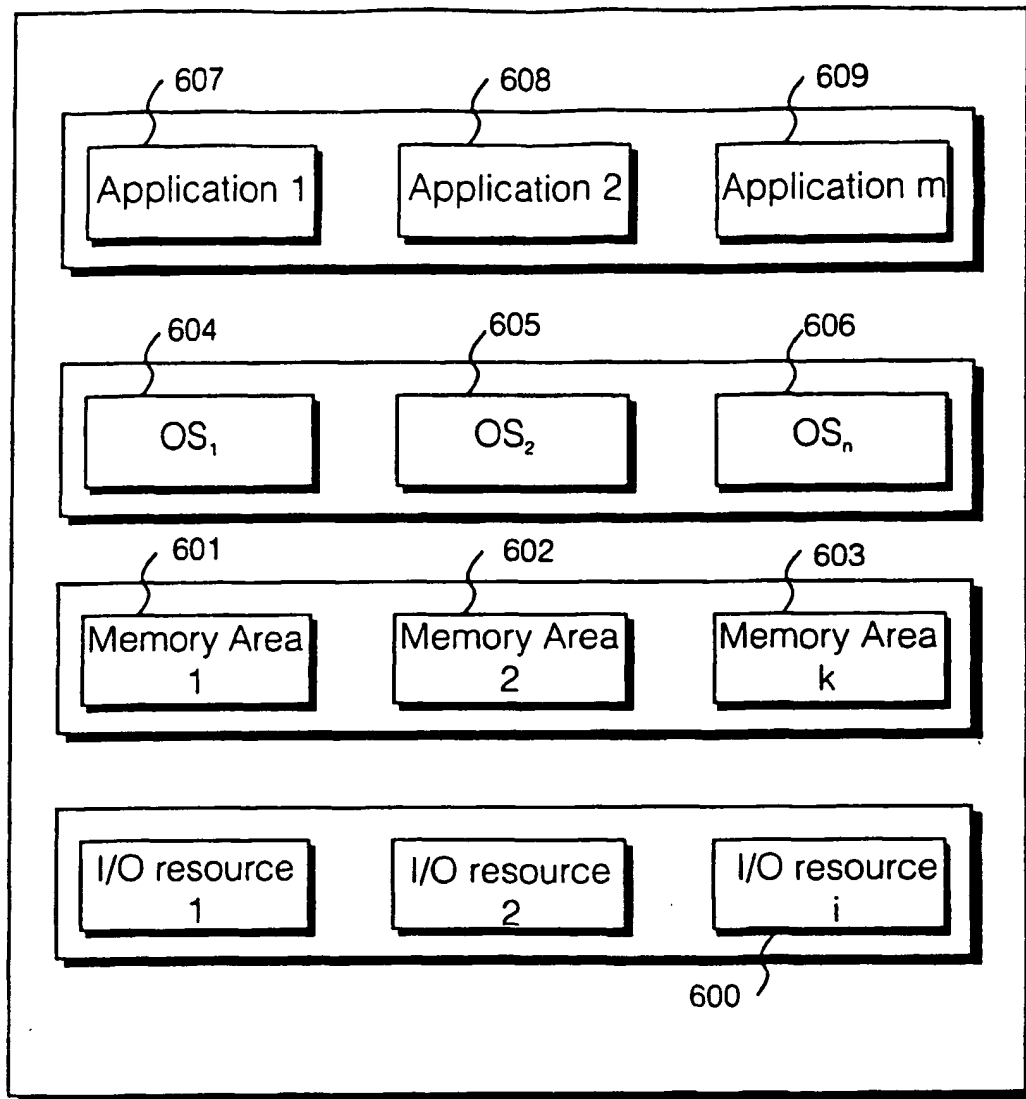 607 608 609
Application 1 Application 2 Application m
604 605 606
OS₁ OS₂ OSₙ
601 602 603
Memory Area 1 Memory Area 2 Memory Area k
I/O resource 1 I/O resource 2 I/O resource i
600